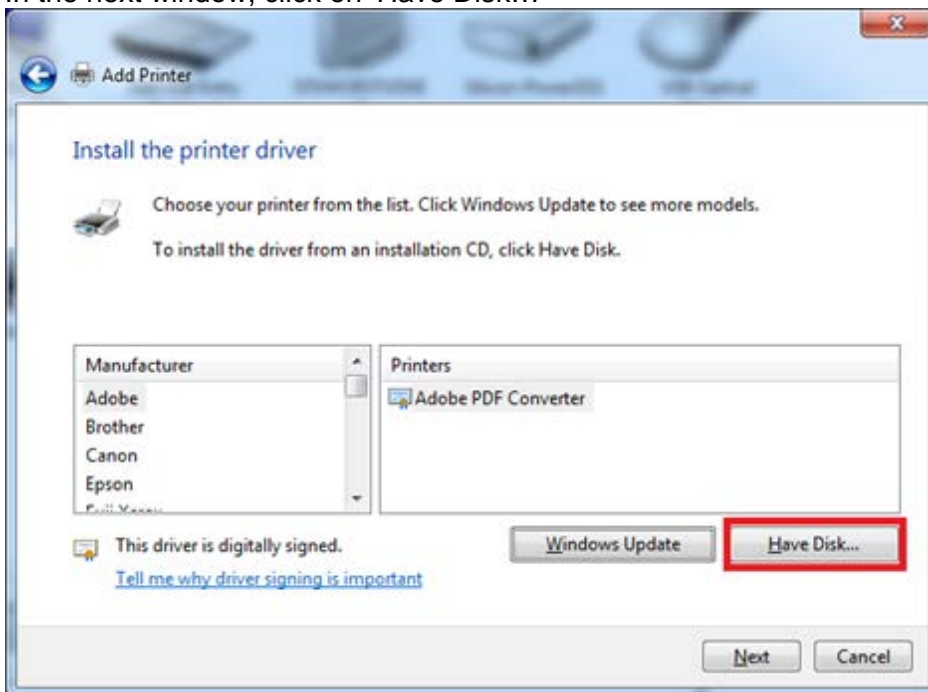 In the next window, click on 'Have Disk…'
Add Printer
Install the printer driver
Choose your printer from the list. Click Windows Update to see more models.
To install the driver from an installation CD, click Have Disk.
Manufacturer
Printers
Adobe
Adobe PDF Converter
Brother
Canon
Epson
This driver is digitally signed.
Windows Update
Have Disk...
Tell me why driver signing is important
Next
Cancel